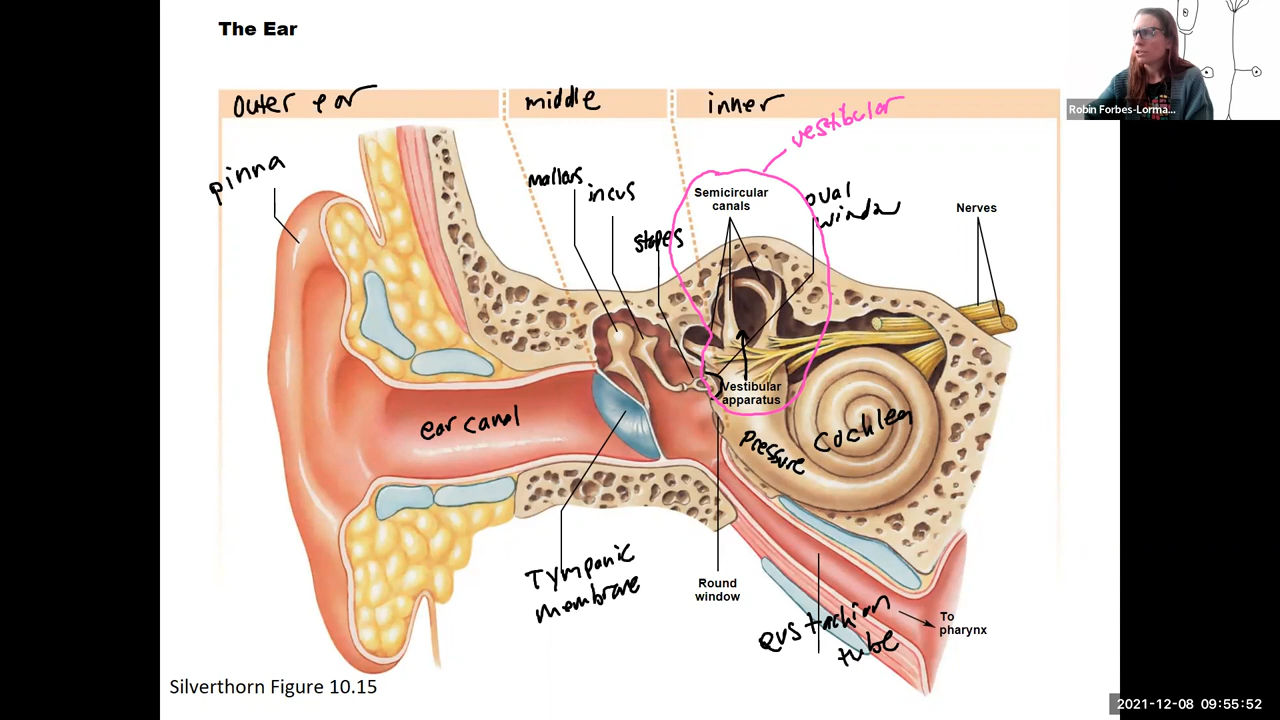 The Ear
Robin Forbes-Lorma...
outer ear
middle
inner
vestibular
pinna
mallus
incus
stapes
Semicircular
canals
oval
window
Nerves
ear canal
Vestibular
apparatus
pressure
cochlea
Tympanic
membrane
Round
window
eustachian
tube
To
pharynx
Silverthorn Figure 10.15
2021-12-08 09:55:52